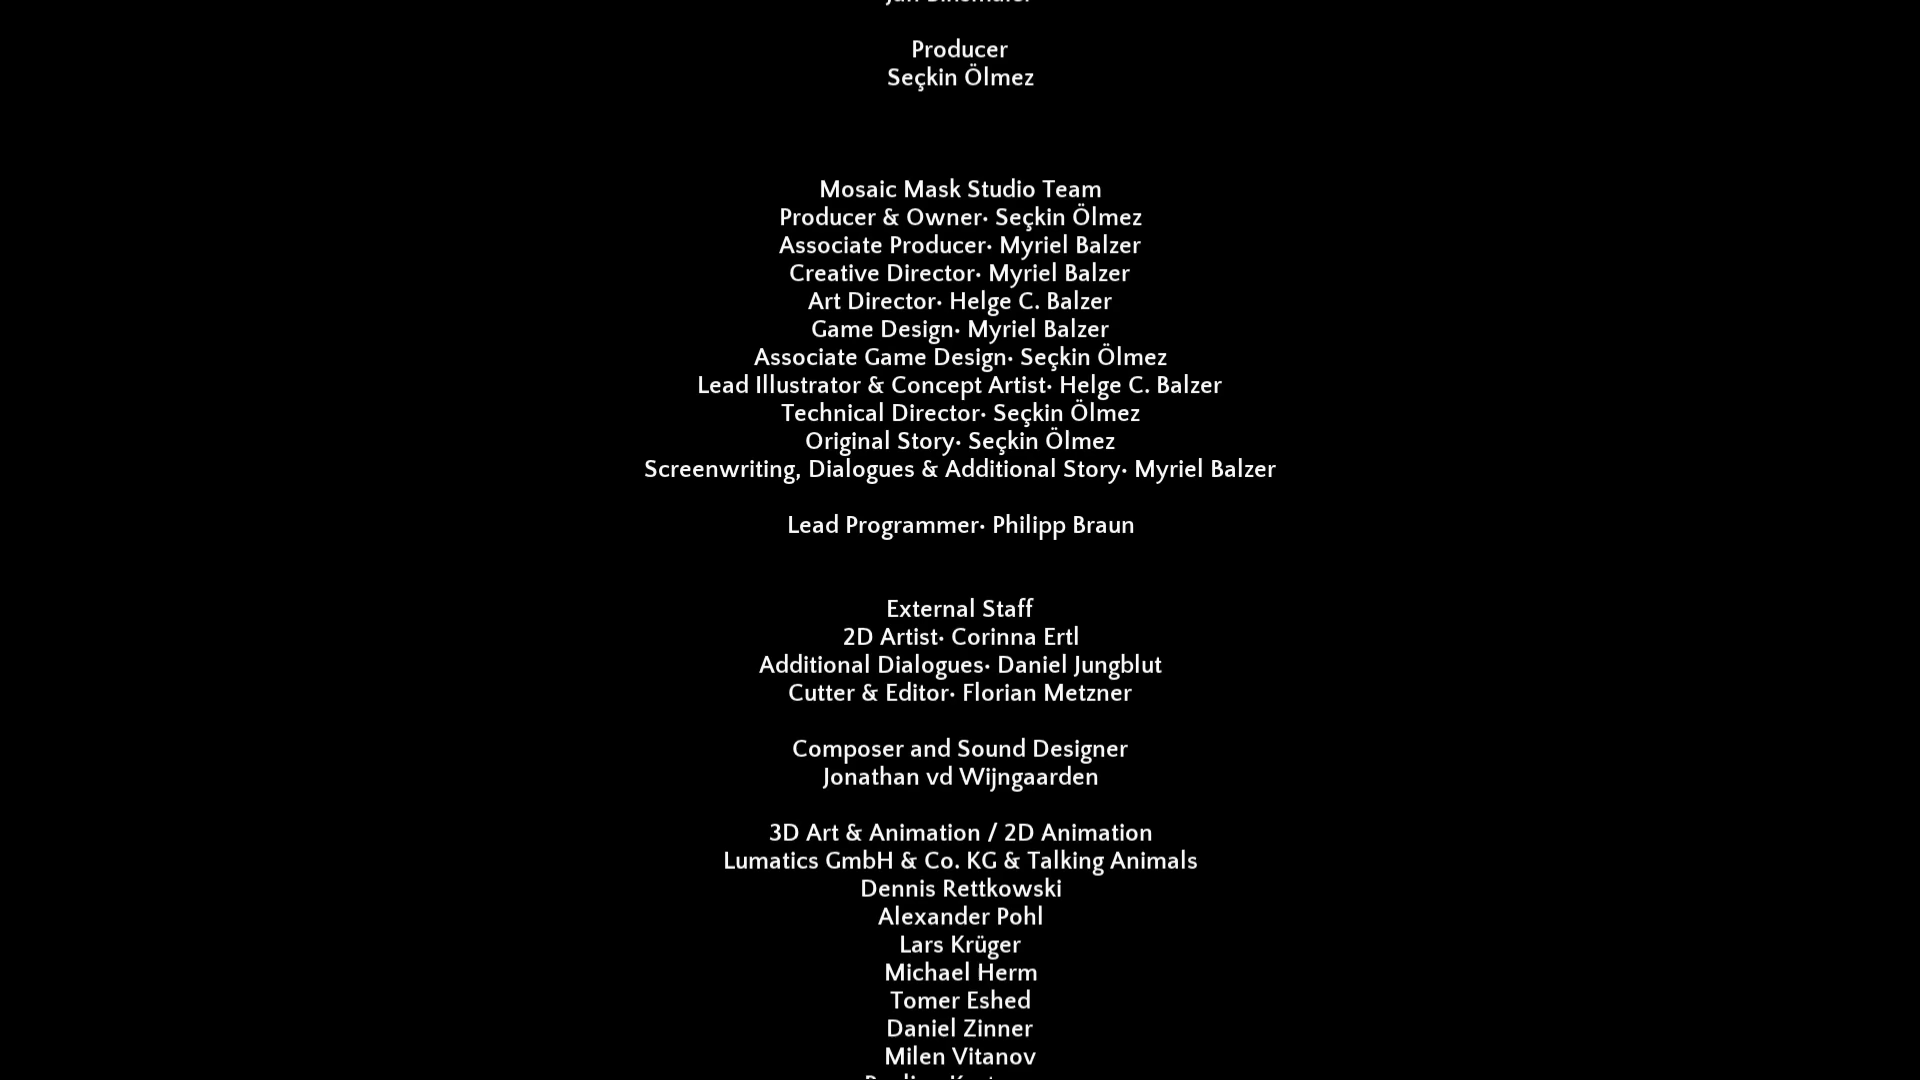 Producer
Seçkin Ölmez
Mosaic Mask Studio Team
Producer & Owner· Seçkin Ölmez
Associate Producer· Myriel Balzer
Creative Director· Myriel Balzer
Art Director· Helge C. Balzer
Game Design· Myriel Balzer
Associate Game Design· Seçkin Ölmez
Lead Illustrator & Concept Artist· Helge C. Balzer
Technical Director· Seçkin Ölmez
Original Story· Seçkin Ölmez
Screenwriting, Dialogues & Additional Story· Myriel Balzer
Lead Programmer· Philipp Braun
External Staff
2D Artist· Corinna Ertl
Additional Dialogues· Daniel Jungblut
Cutter & Editor· Florian Metzner
Composer and Sound Designer
Jonathan vd Wijngaarden
3D Art & Animation / 2D Animation
Lumatics GmbH & Co. KG & Talking Animals
Dennis Rettkowski
Alexander Pohl
Lars Krüger
Michael Herm
Tomer Eshed
Daniel Zinner
Milen Vitanov